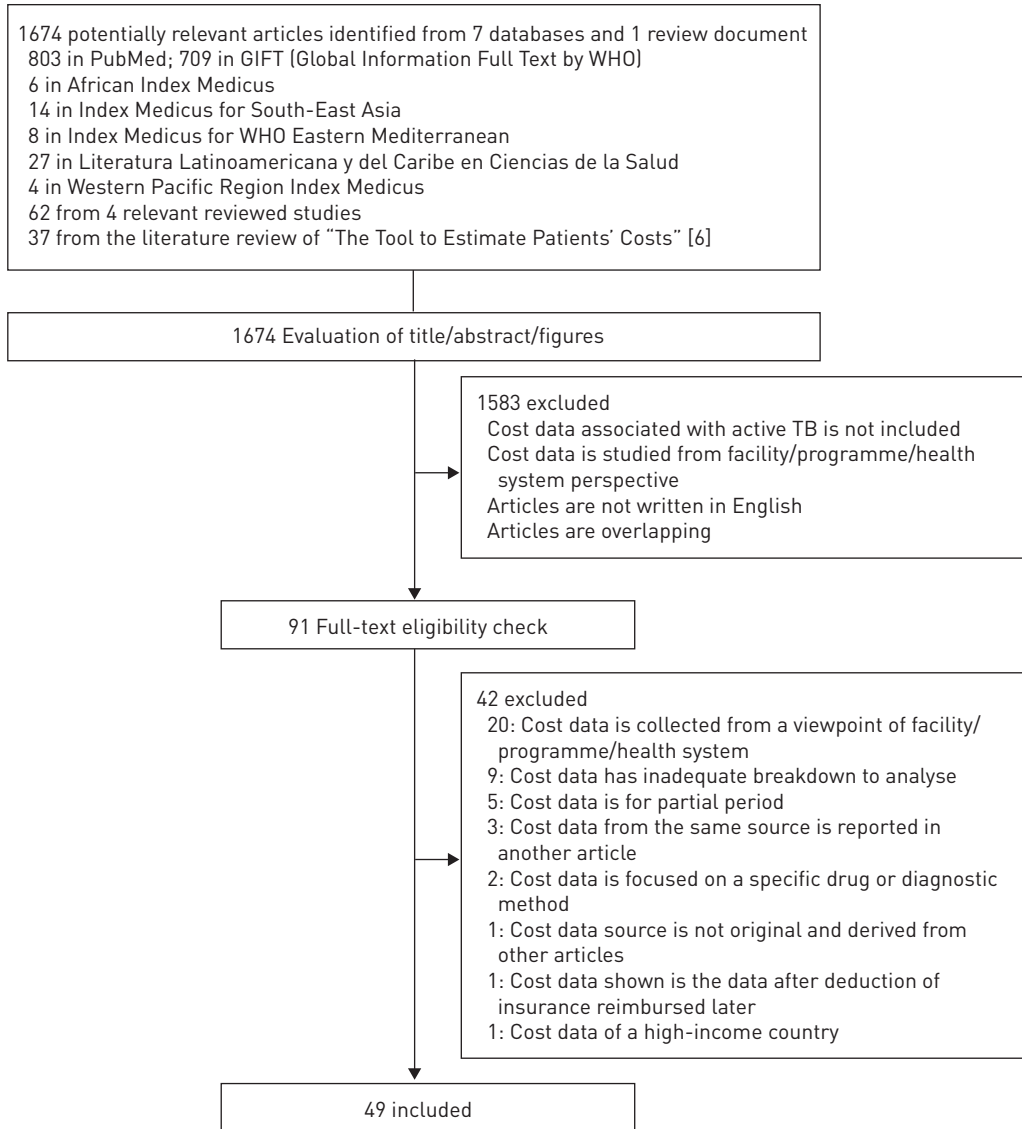 1674 potentially relevant articles identified from 7 databases and 1 review document
803 in PubMed; 709 in GIFT (Global Information Full Text by WHO)
6 in African Index Medicus
14 in Index Medicus for South-East Asia
8 in Index Medicus for WHO Eastern Mediterranean
27 in Literatura Latinoamericana y del Caribe en Ciencias de la Salud
4 in Western Pacific Region Index Medicus
62 from 4 relevant reviewed studies
37 from the literature review of “The Tool to Estimate Patients’ Costs” [6]
1674 Evaluation of title/abstract/figures
1583 excluded
Cost data associated with active TB is not included
Cost data is studied from facility/programme/health
system perspective
Articles are not written in English
Articles are overlapping
91 Full-text eligibility check
42 excluded
20: Cost data is collected from a viewpoint of facility/
programme/health system
9: Cost data has inadequate breakdown to analyse
5: Cost data is for partial period
3: Cost data from the same source is reported in
another article
2: Cost data is focused on a specific drug or diagnostic
method
1: Cost data source is not original and derived from
other articles
1: Cost data shown is the data after deduction of
insurance reimbursed later
1: Cost data of a high-income country
49 included